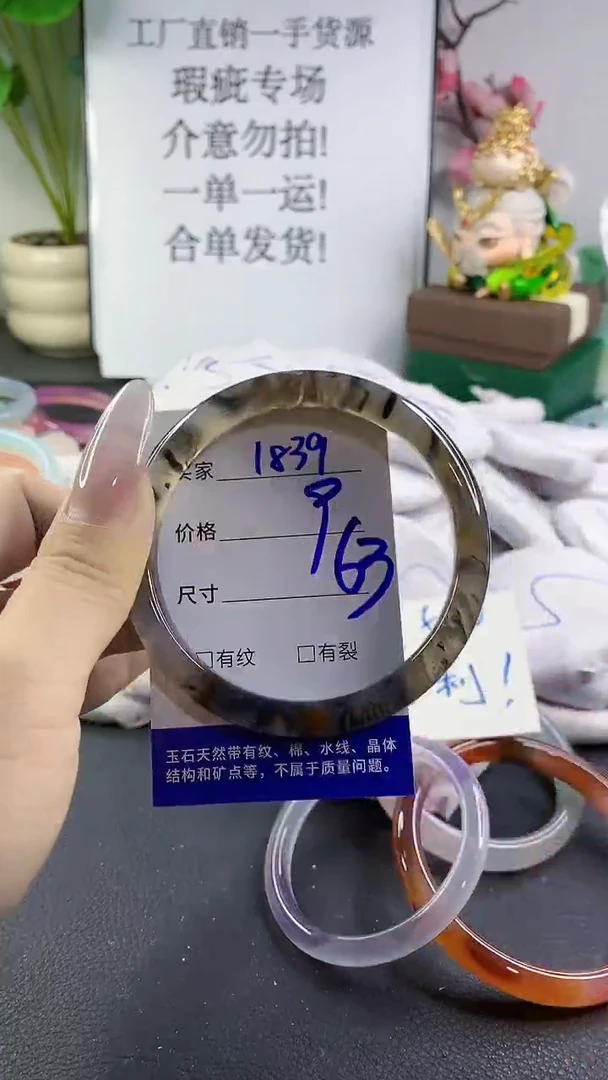 工厂直销一手货源
瑕疵专场
介意勿拍!
一单一运!
合单发货!
买家 1839
价格
尺寸 63
□有纹 □有裂
玉石天然带有纹、棉、水线、晶体
结构和矿点等，不属于质量问题。
利!